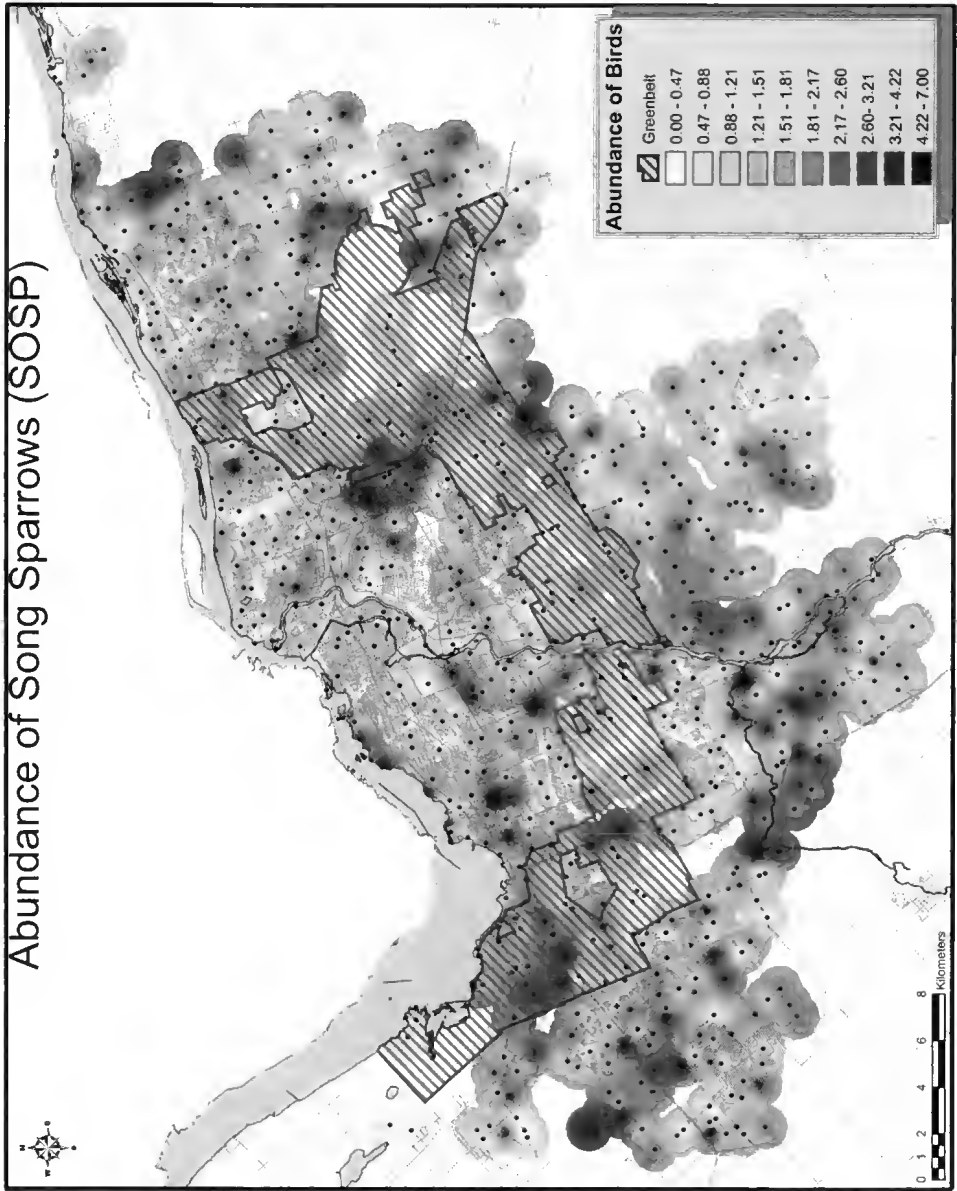 Abundance of Song Sparrows (SOSP)
Abundance of Birds
Greenbelt
0.00 - 0.47
0.47 - 0.88
0.88 - 1.21
1.21 - 1.51
1.51 - 1.81
1.81 - 2.17
2.17 - 2.60
2.60- 3.21
3.21 - 4.22
4.22 - 7.00
0 1 2 4 6 8
Kilometers